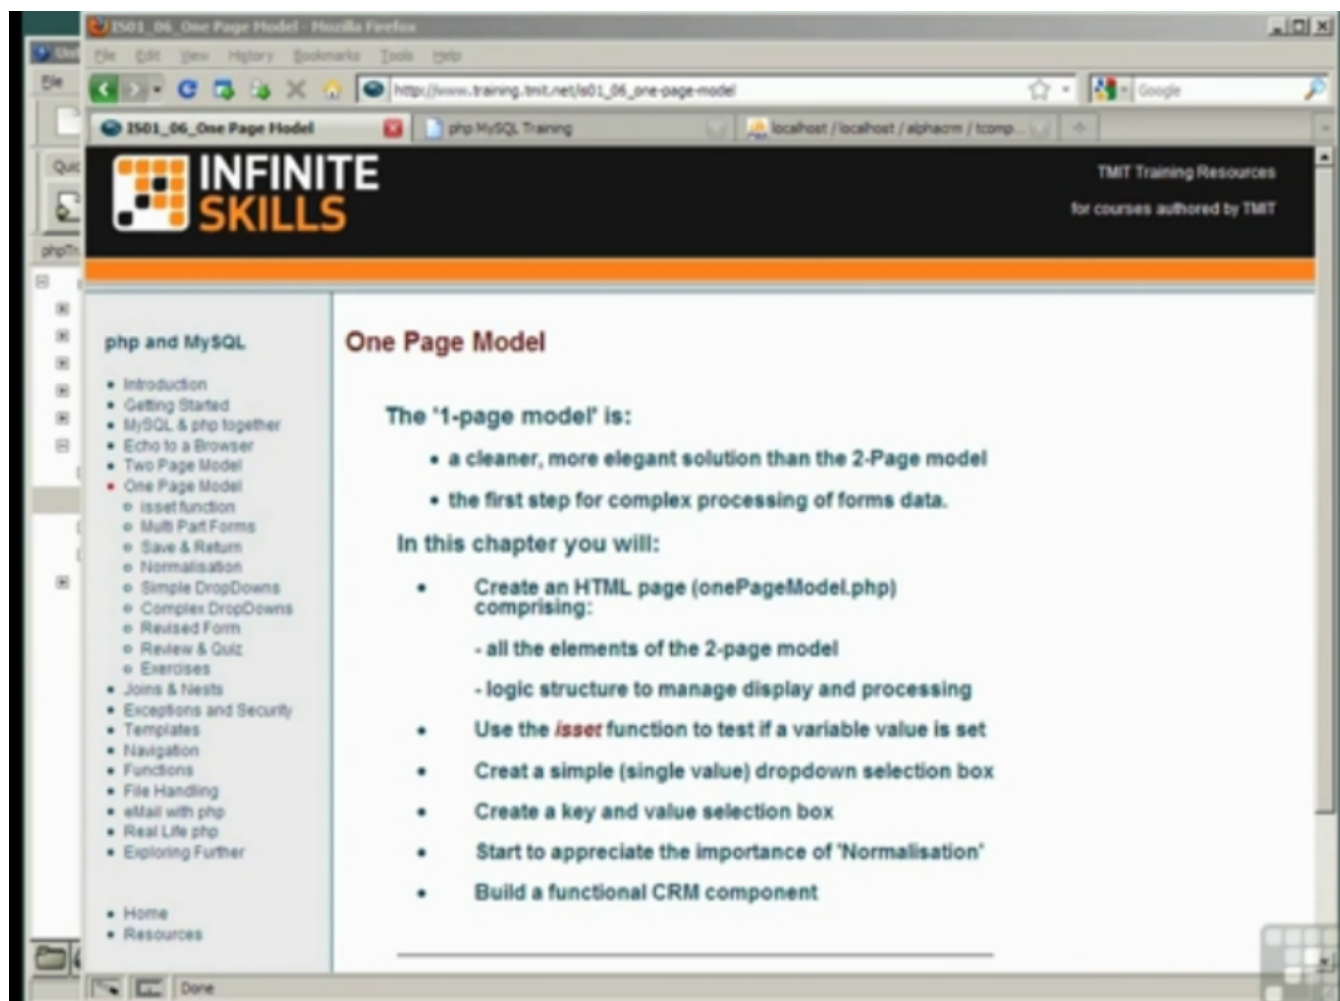 IS01_06_One Page Model - Mozilla Firefox
File Edit View History Bookmarks Tools Help
File
http://www.training.tmit.net/is01_06_one-page-model
Google
IS01_06_One Page Model
php MySQL Training
localhost / localhost / alphacrm / tcomp...
INFINITE
SKILLS
TMIT Training Resources
for courses authored by TMIT
php and MySQL
• Introduction
• Getting Started
• MySQL & php together
• Echo to a Browser
• Two Page Model
• One Page Model
isset function
Multi Part Forms
Save & Return
Normalisation
Simple DropDowns
Complex DropDowns
Revised Form
Review & Quiz
Exercises
• Joins & Nests
• Exceptions and Security
• Templates
• Navigation
• Functions
• File Handling
• eMail with php
• Real Life php
• Exploring Further
• Home
• Resources
One Page Model
The '1-page model' is:
• a cleaner, more elegant solution than the 2-Page model
• the first step for complex processing of forms data.
In this chapter you will:
• Create an HTML page (onePageModel.php)
comprising:
- all the elements of the 2-page model
- logic structure to manage display and processing
• Use the isset function to test if a variable value is set
• Creat a simple (single value) dropdown selection box
• Create a key and value selection box
• Start to appreciate the importance of 'Normalisation'
• Build a functional CRM component
Done